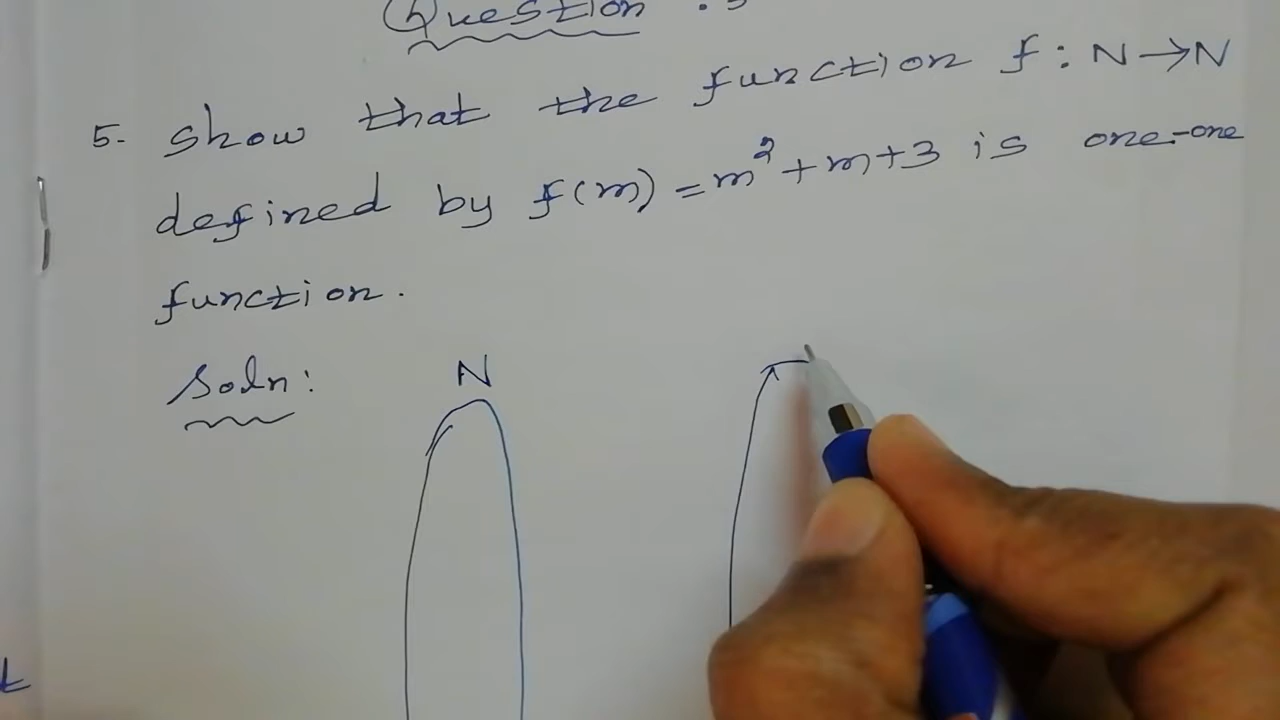 Question :
5. Show that the function f : N → N
defined by f(m) = m² + m + 3 is one-one
function.
Soln :
N